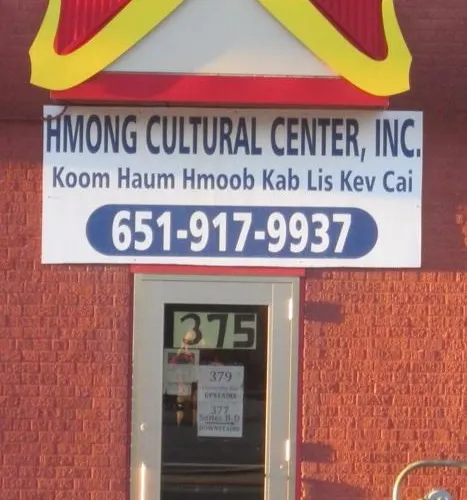 HMONG CULTURAL CENTER, INC.
Koom Haum Hmoob Kab Lis Kev Cai
651-917-9937
375
379
UPSTAIRS
377
Suites B-D
DOWNSTAIRS